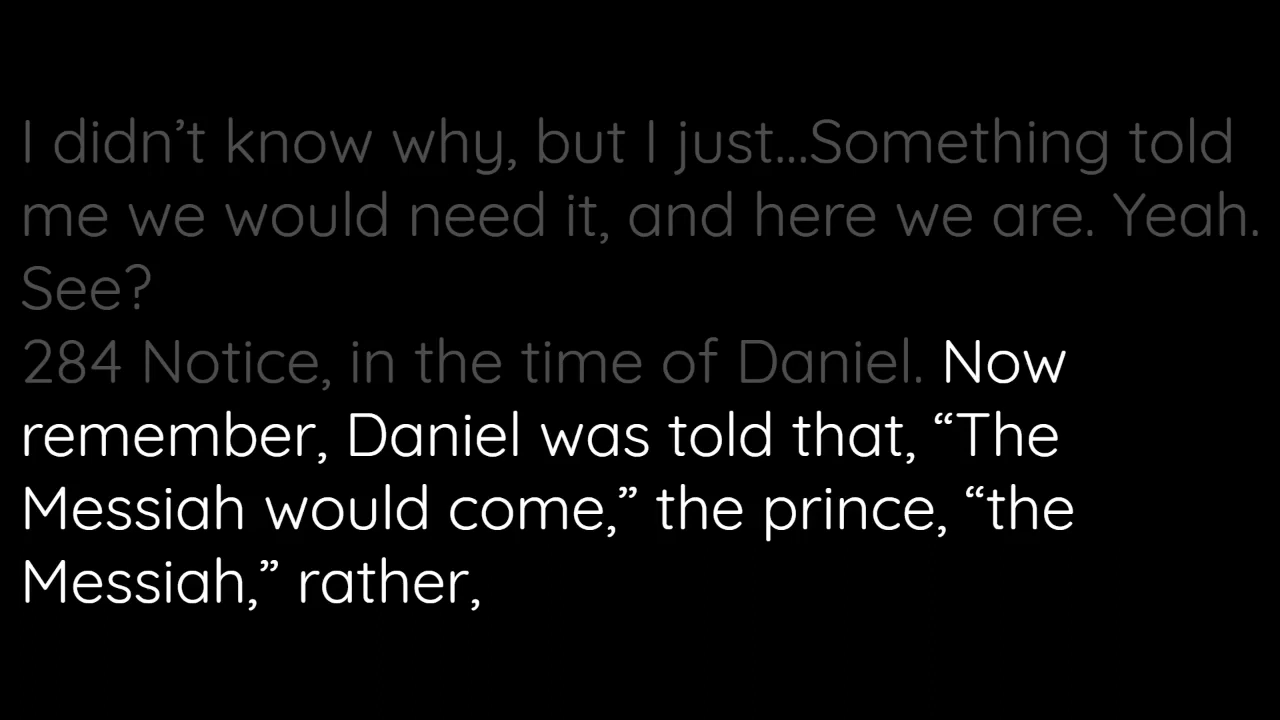 I didn’t know why, but I just...Something told
me we would need it, and here we are. Yeah.
See?
284 Notice, in the time of Daniel. Now
remember, Daniel was told that, “The
Messiah would come,” the prince, “the
Messiah,” rather,